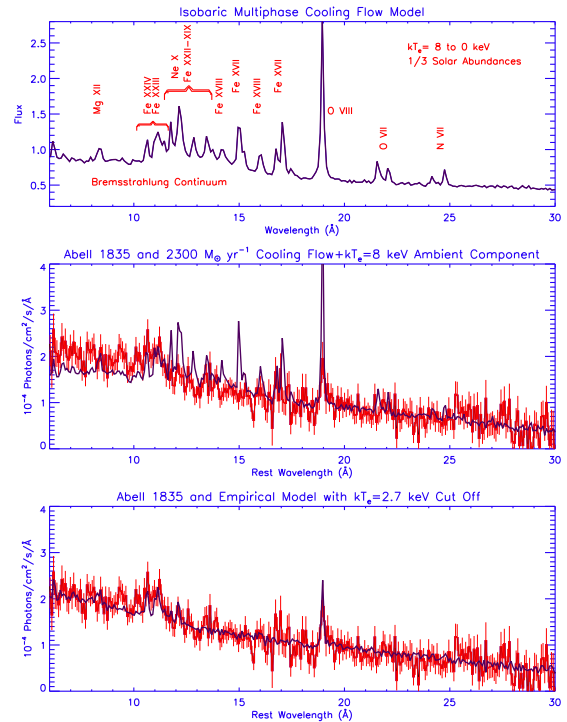 Isobaric Multiphase Cooling Flow Model
kTe= 8 to 0 keV
1/3 Solar Abundances
Mg XII
Fe XXIV
Fe XXIII
Ne X
Fe XXII-XIX
Fe XVIII
Fe XVII
Fe XVIII
Fe XVII
O VIII
O VII
N VII
Bremsstrahlung Continuum
Flux
2.5
2.0
1.5
1.0
0.5
10 15 20 25 30
Wavelength (Å)
Abell 1835 and 2300 M⊙ yr⁻¹ Cooling Flow+kTe=8 keV Ambient Component
10⁻⁴ Photons/cm²/s/Å
4
3
2
1
0
10 15 20 25 30
Rest Wavelength (Å)
Abell 1835 and Empirical Model with kTe=2.7 keV Cut Off
10⁻⁴ Photons/cm²/s/Å
4
3
2
1
0
10 15 20 25 30
Rest Wavelength (Å)